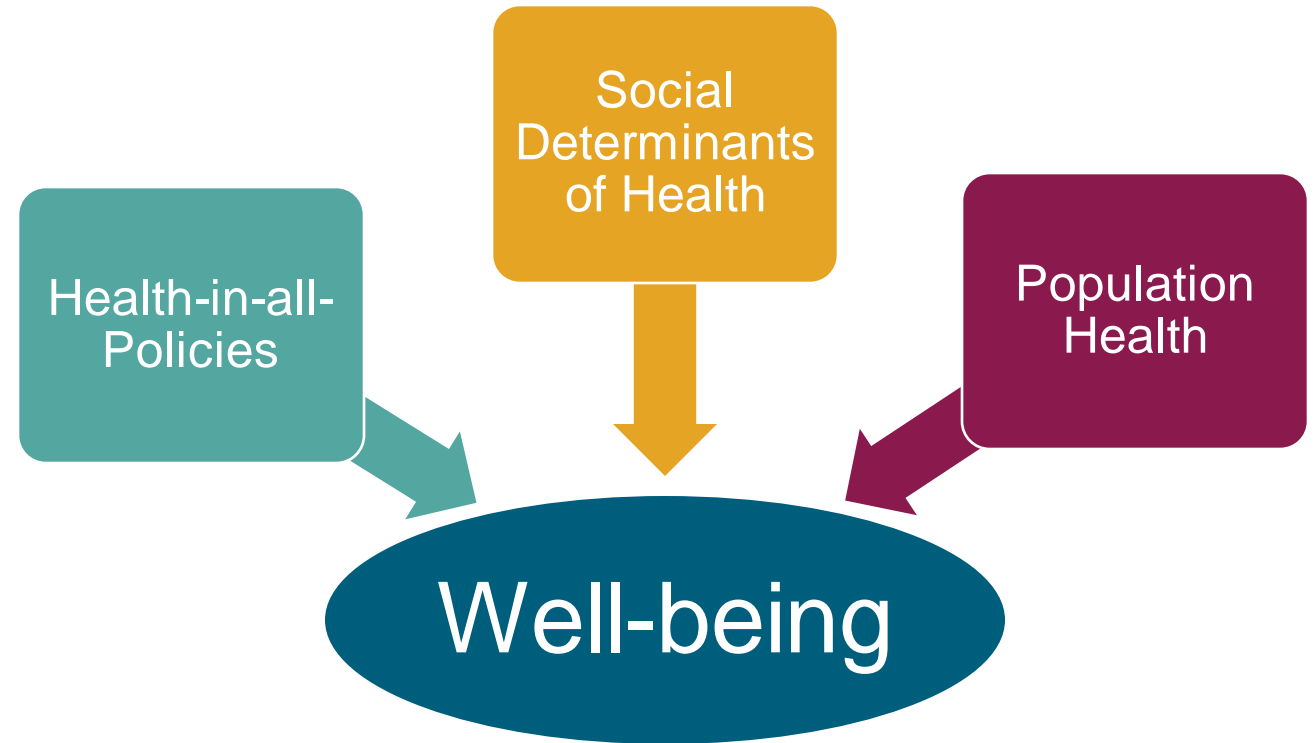 Social
Determinants
of Health
Health-in-all-
Policies
Population
Health
Well-being